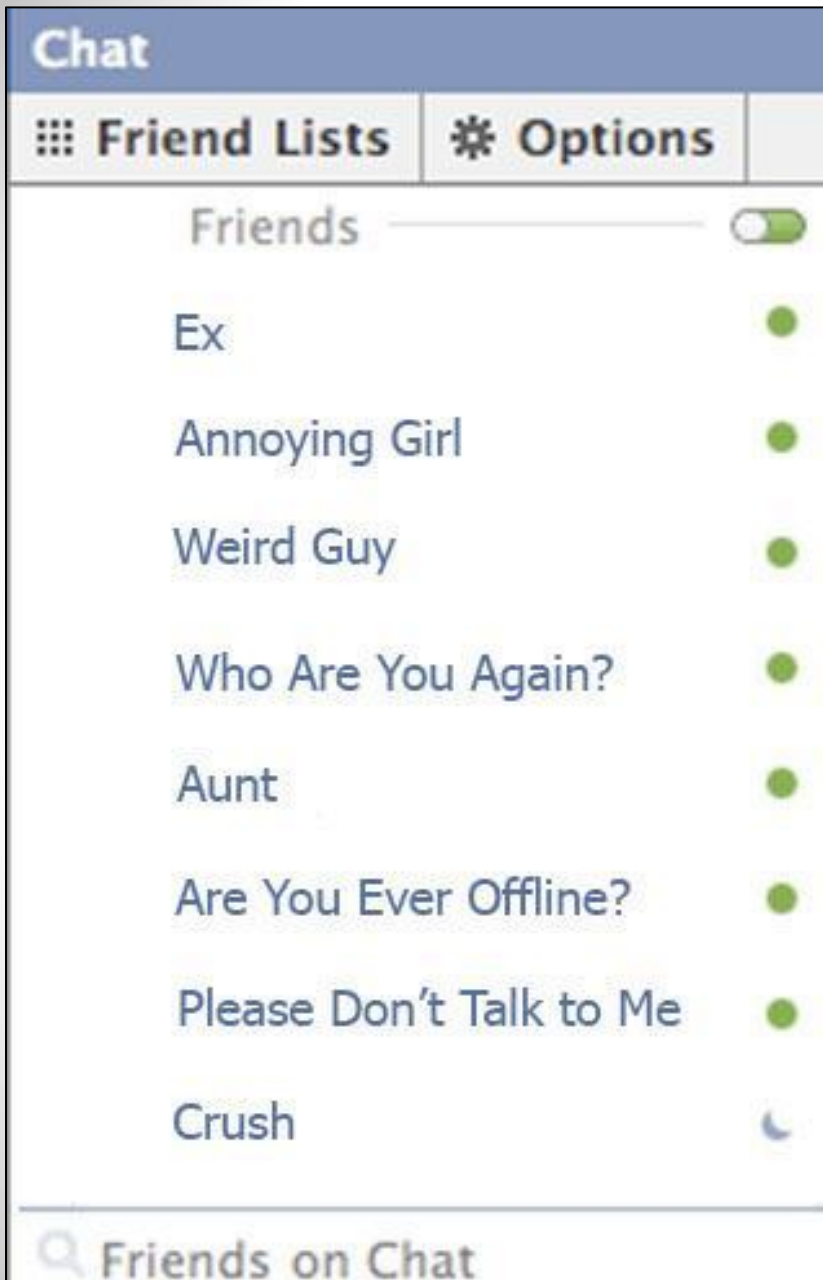 Chat
Friend Lists Options
Friends
Ex
Annoying Girl
Weird Guy
Who Are You Again?
Aunt
Are You Ever Offline?
Please Don't Talk to Me
Crush
Friends on Chat